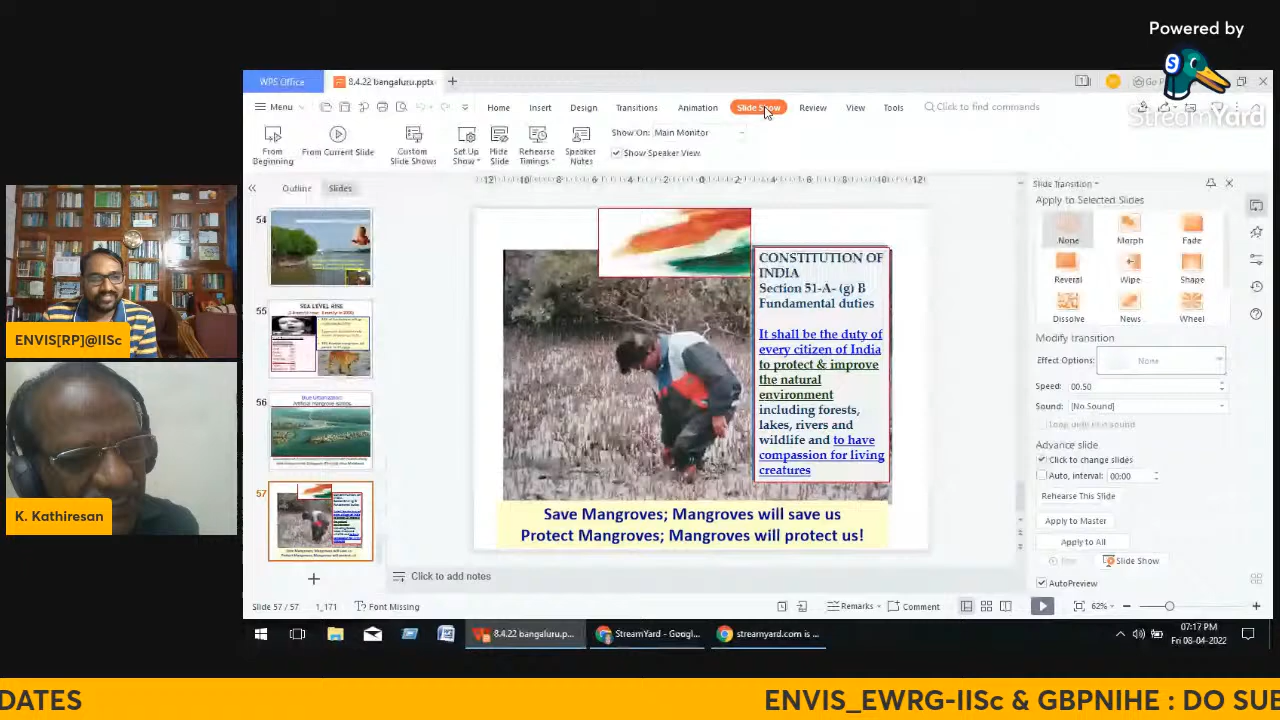 Powered by
S
StreamYard
WPS Office
8.4.22 bengaluru.pptx
Menu
Home
Insert
Design
Transitions
Animation
Slide Show
Review
View
Tools
Click to find commands
From Beginning
From Current Slide
Custom Slide Shows
Set Up Show
Hide Slide
Rehearse Timings
Speaker Notes
Show On: Main Monitor
Show Speaker View
Outline
Slides
54
55
SEA LEVEL RISE
56
57
CONSTITUTION OF
INDIA
Section 51-A- (g) B
Fundamental duties
It shall be the duty of
every citizen of India
to protect & improve
the natural
environment
including forests,
lakes, rivers and
wildlife and to have
compassion for living
creatures
Save Mangroves; Mangroves will save us
Protect Mangroves; Mangroves will protect us!
Click to add notes
Slide Transition
Apply to Selected Slides
None
Morph
Fade
Reveral
Wipe
Shape
Dissolve
News
Wheel
Modify transition
Effect Options:
None
Speed: 00.50
Sound: [No Sound]
Loop until next sound
Advance slide
Click to change slides
Auto, interval: 00:00
Rehearse This Slide
Apply to Master
Apply to All
Slide Show
AutoPreview
Slide 57 / 57
1_171
Font Missing
Remarks
Comment
62%
8.4.22 bengaluru.p...
StreamYard - Googl...
streamyard.com is ...
07:17 PM
Fri 08-04-2022
ENVIS[RP]@IISc
K. Kathiresan
DATES
ENVIS_EWRG-IISc & GBPNIHE : DO SUB